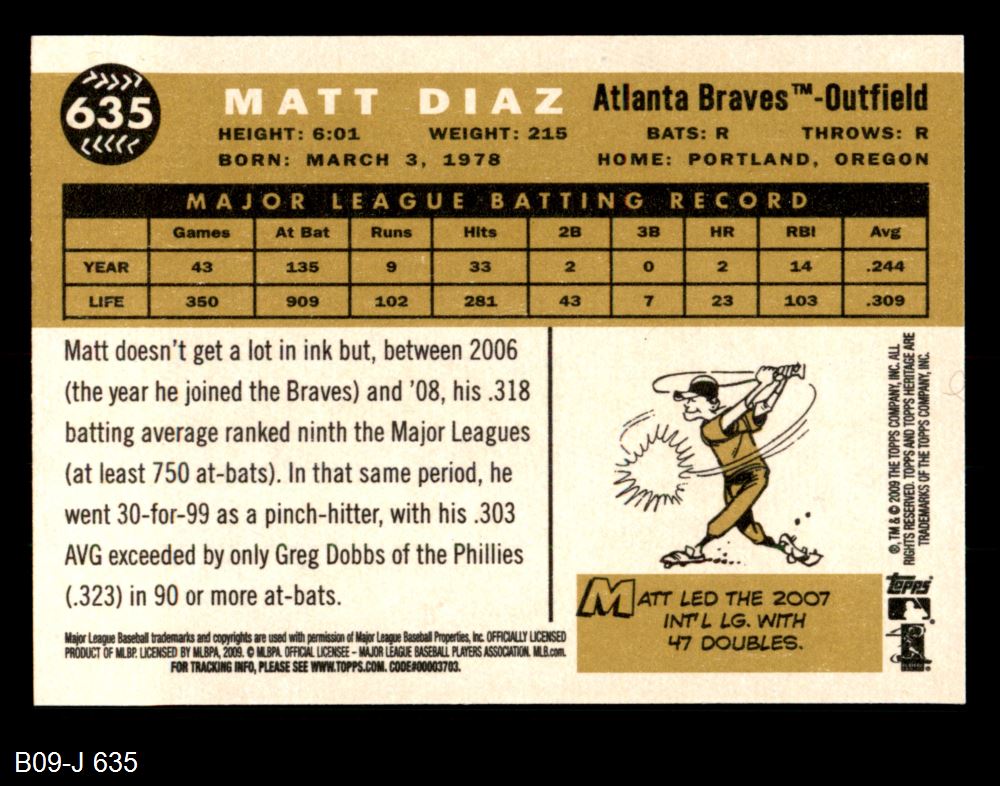 635
MATT DIAZ
Atlanta Braves™-Outfield
HEIGHT: 6:01 WEIGHT: 215 BATS: R THROWS: R
BORN: MARCH 3, 1978 HOME: PORTLAND, OREGON
MAJOR LEAGUE BATTING RECORD
Games At Bat Runs Hits 2B 3B HR RBI Avg
YEAR 43 135 9 33 2 0 2 14 .244
LIFE 350 909 102 281 43 7 23 103 .309
Matt doesn't get a lot in ink but, between 2006
(the year he joined the Braves) and '08, his .318
batting average ranked ninth the Major Leagues
(at least 750 at-bats). In that same period, he
went 30-for-99 as a pinch-hitter, with his .303
AVG exceeded by only Greg Dobbs of the Phillies
(.323) in 90 or more at-bats.
Major League Baseball trademarks and copyrights are used with permission of Major League Baseball Properties, Inc. OFFICIALLY LICENSED
PRODUCT OF MLBP. LICENSED BY MLBPA, 2009. © MLBPA. OFFICIAL LICENSEE – MAJOR LEAGUE BASEBALL PLAYERS ASSOCIATION. MLB.com.
FOR TRACKING INFO, PLEASE SEE WWW.TOPPS.COM. CODE#00003703.
MATT LED THE 2007
INT'L LG. WITH
47 DOUBLES.
®, TM & © 2009 THE TOPPS COMPANY, INC. ALL
RIGHTS RESERVED. TOPPS AND TOPPS HERITAGE ARE
TRADEMARKS OF THE TOPPS COMPANY, INC.
topps
B09-J 635